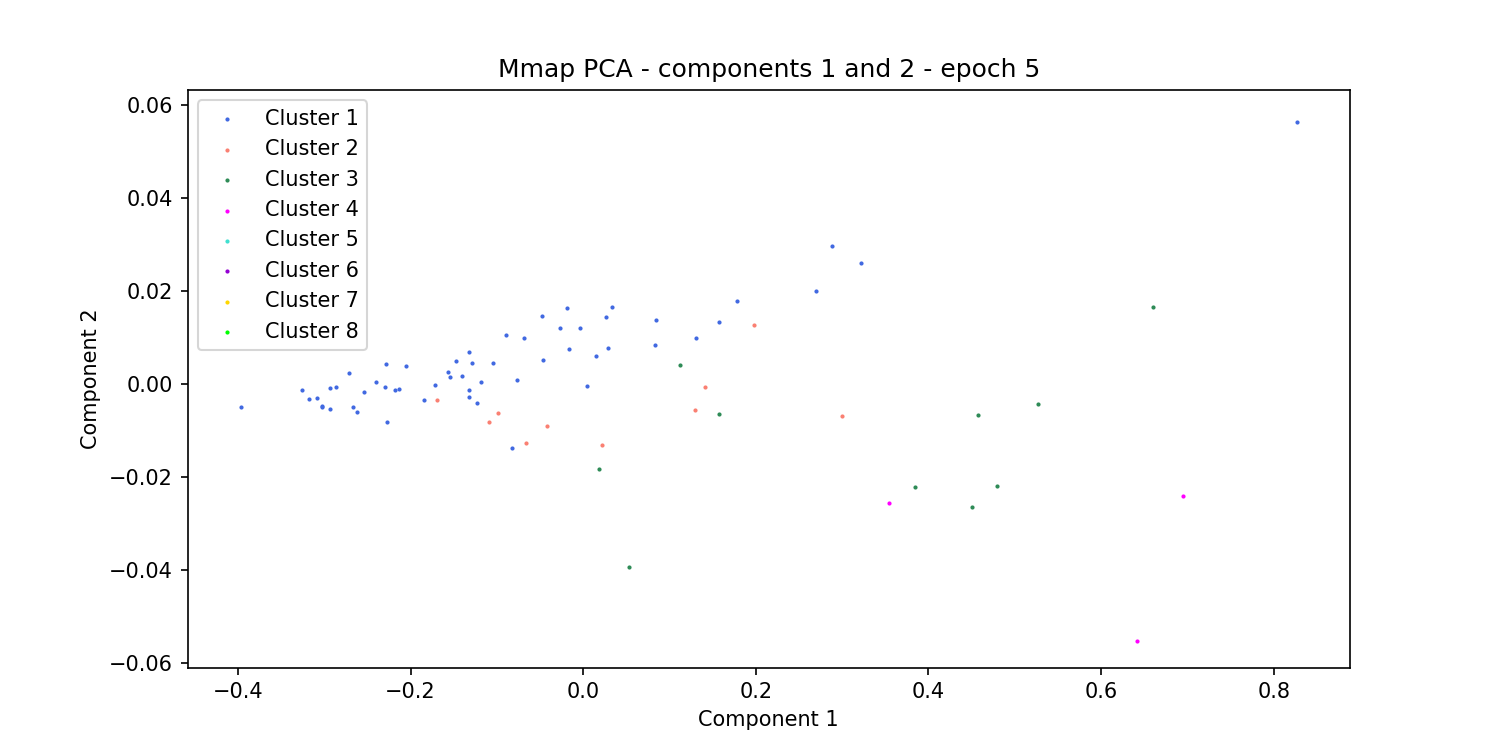 Mmap PCA - components 1 and 2 - epoch 5
0.06
0.04
0.02
0.00
−0.02
−0.04
−0.06
Component 2
Cluster 1
Cluster 2
Cluster 3
Cluster 4
Cluster 5
Cluster 6
Cluster 7
Cluster 8
−0.4
−0.2
0.0
0.2
0.4
0.6
0.8
Component 1